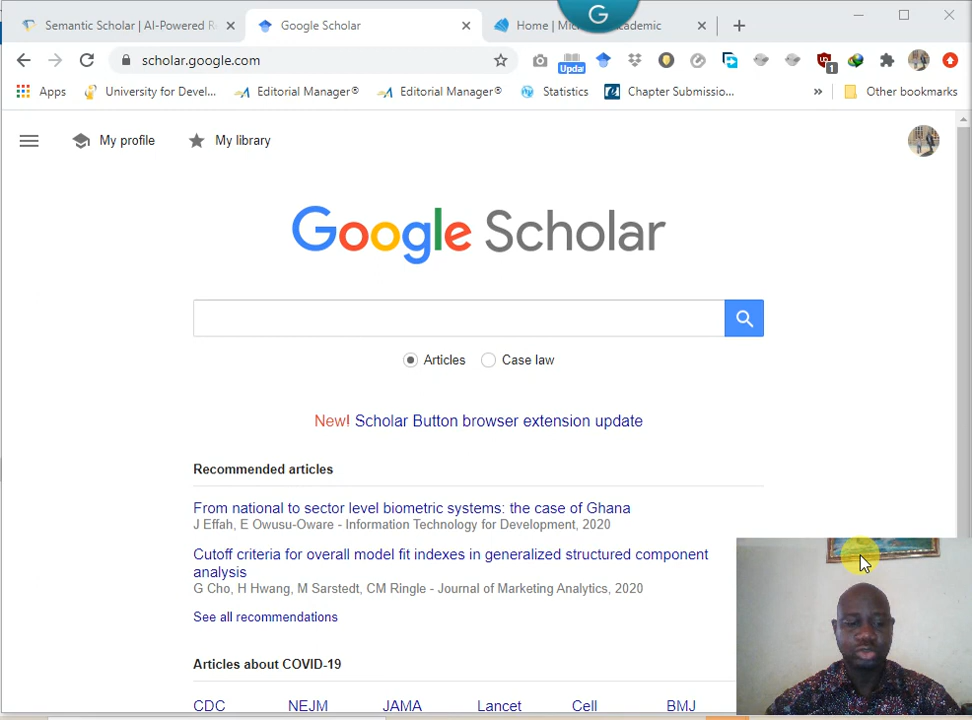 Semantic Scholar | AI-Powered R
Google Scholar
Home | Mic
academic
G
scholar.google.com
Upda
1
Apps
University for Devel...
Editorial Manager®
Editorial Manager®
Statistics
Chapter Submissio...
»
Other bookmarks
My profile
My library
Google Scholar
Articles
Case law
New! Scholar Button browser extension update
Recommended articles
From national to sector level biometric systems: the case of Ghana
J Effah, E Owusu-Oware - Information Technology for Development, 2020
Cutoff criteria for overall model fit indexes in generalized structured component
analysis
G Cho, H Hwang, M Sarstedt, CM Ringle - Journal of Marketing Analytics, 2020
See all recommendations
Articles about COVID-19
CDC
NEJM
JAMA
Lancet
Cell
BMJ